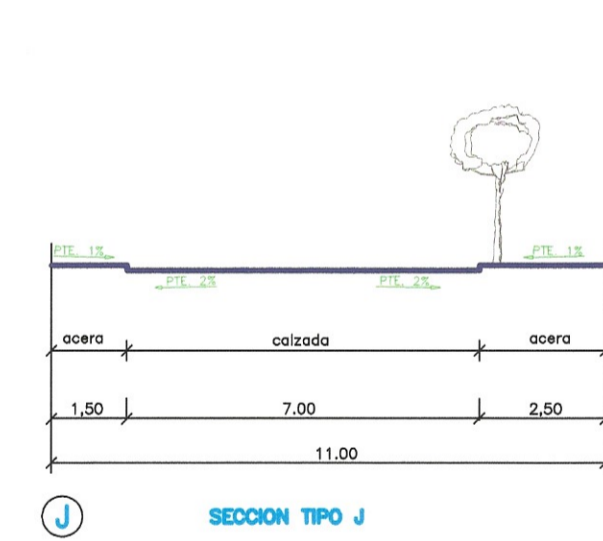 PTE. 1% PTE. 1%
PTE. 2% PTE. 2%
acera calzada acera
1,50 7.00 2,50
11.00
J SECCION TIPO J